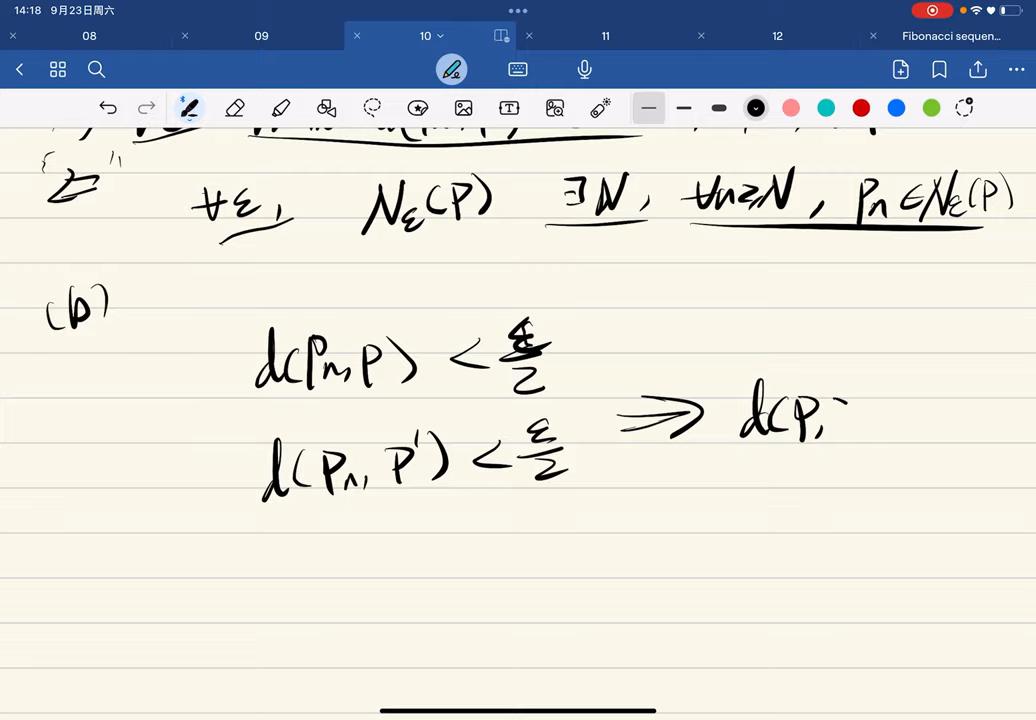 14:18 9月23日周六
08 09 10 11 12 Fibonacci sequen...
"⇐" ∀ε, N_ε(p) ∃N, ∀n≥N, p_n ∈ N_ε(p)
(b)
d(p_n, p) < ε/2
⇒ d(p,
d(p_n, p') < ε/2